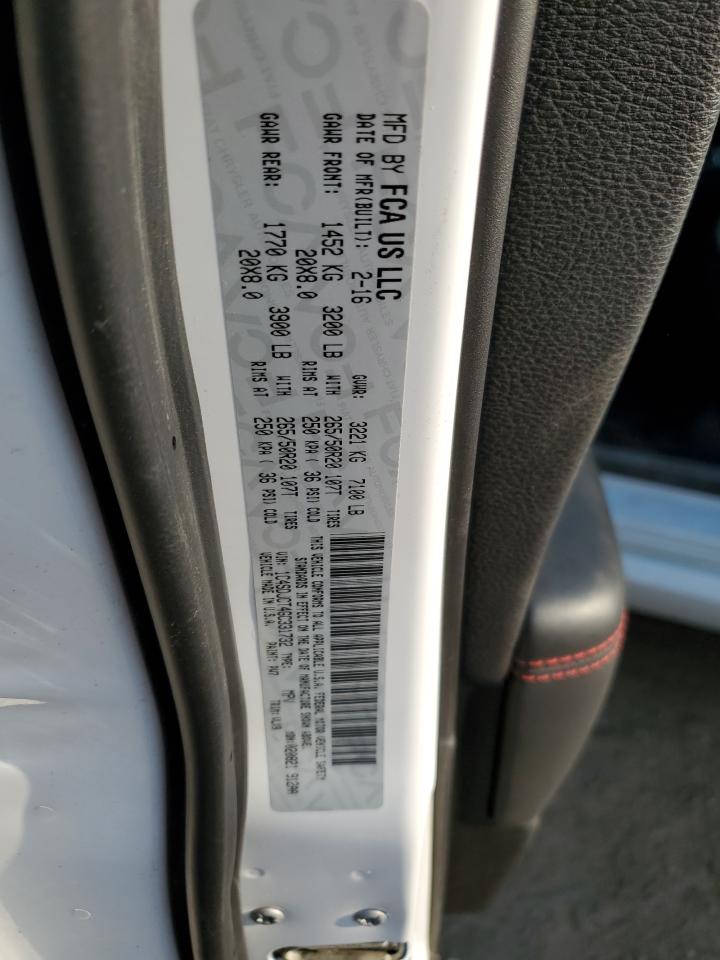 MFD BY FCA US LLC
DATE OF MFR(BUILT): 2-16 GVWR: 3221 KG 7100 LB
GAWR FRONT: 1452 KG 3200 LB WITH 265/50R20 107T TIRES
20X8.0 RIMS AT 250 KPA ( 36 PSI) COLD
GAWR REAR: 1770 KG 3900 LB WITH 265/50R20 107T TIRES
20X8.0 RIMS AT 250 KPA ( 36 PSI) COLD
THIS VEHICLE CONFORMS TO ALL APPLICABLE U.S.A. FEDERAL MOTOR VEHICLE SAFETY
STANDARDS IN EFFECT ON THE DATE OF MANUFACTURE SHOWN ABOVE.
VIN: TYPE: MPV
VEHICLE MADE IN U.S.A. PAINT: PW7